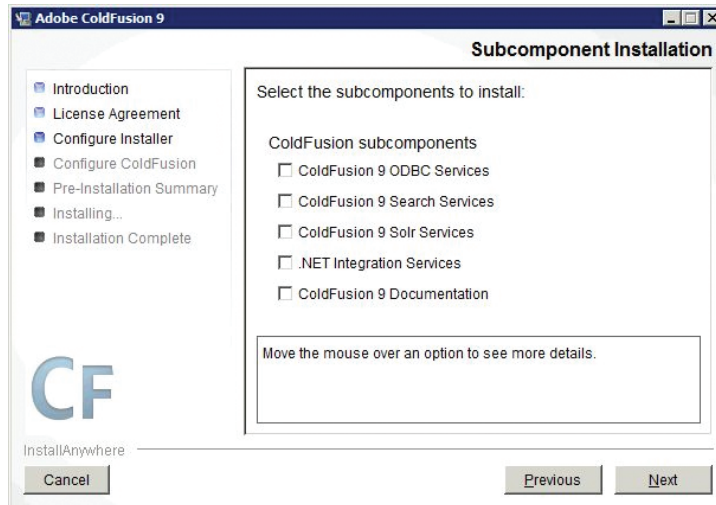 Adobe ColdFusion 9
Subcomponent Installation
Introduction
License Agreement
Configure Installer
Configure ColdFusion
Pre-Installation Summary
Installing...
Installation Complete
Select the subcomponents to install:
ColdFusion subcomponents
ColdFusion 9 ODBC Services
ColdFusion 9 Search Services
ColdFusion 9 Solr Services
.NET Integration Services
ColdFusion 9 Documentation
Move the mouse over an option to see more details.
CF
InstallAnywhere
Cancel
Previous
Next